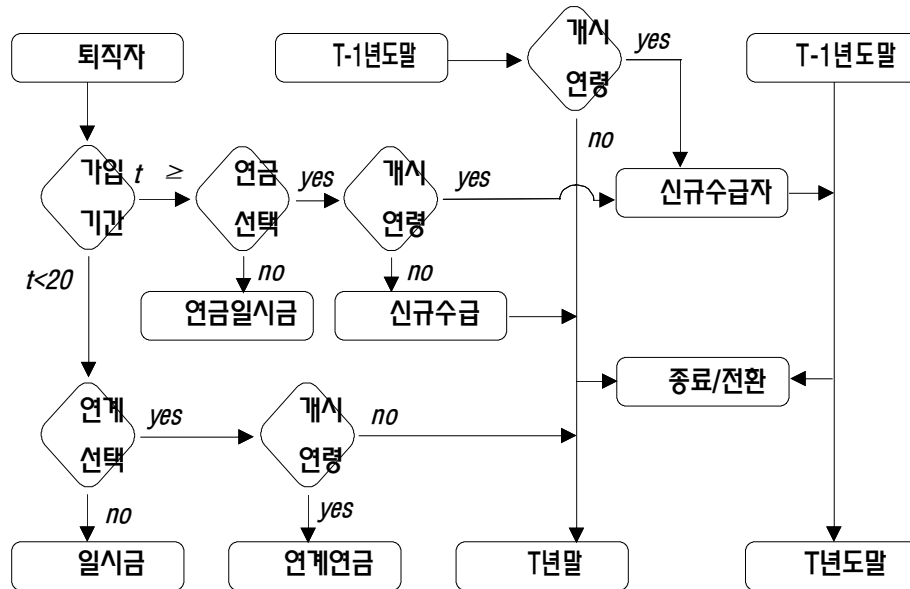 퇴직자
T-1년도말
개시
연령
yes
T-1년도말
no
가입
기간
t ≥
연금
선택
yes
개시
연령
yes
신규수급자
t<20
no
no
연금일시금
신규수급
종료/전환
연계
선택
yes
개시
연령
no
no
yes
일시금
연계연금
T년말
T년도말